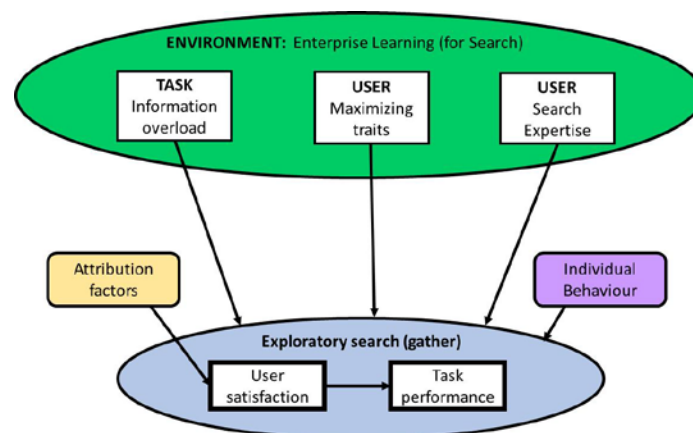 ENVIRONMENT: Enterprise Learning (for Search)
TASK
Information
overload
USER
Maximizing
traits
USER
Search
Expertise
Attribution
factors
Individual
Behaviour
Exploratory search (gather)
User
satisfaction
Task
performance